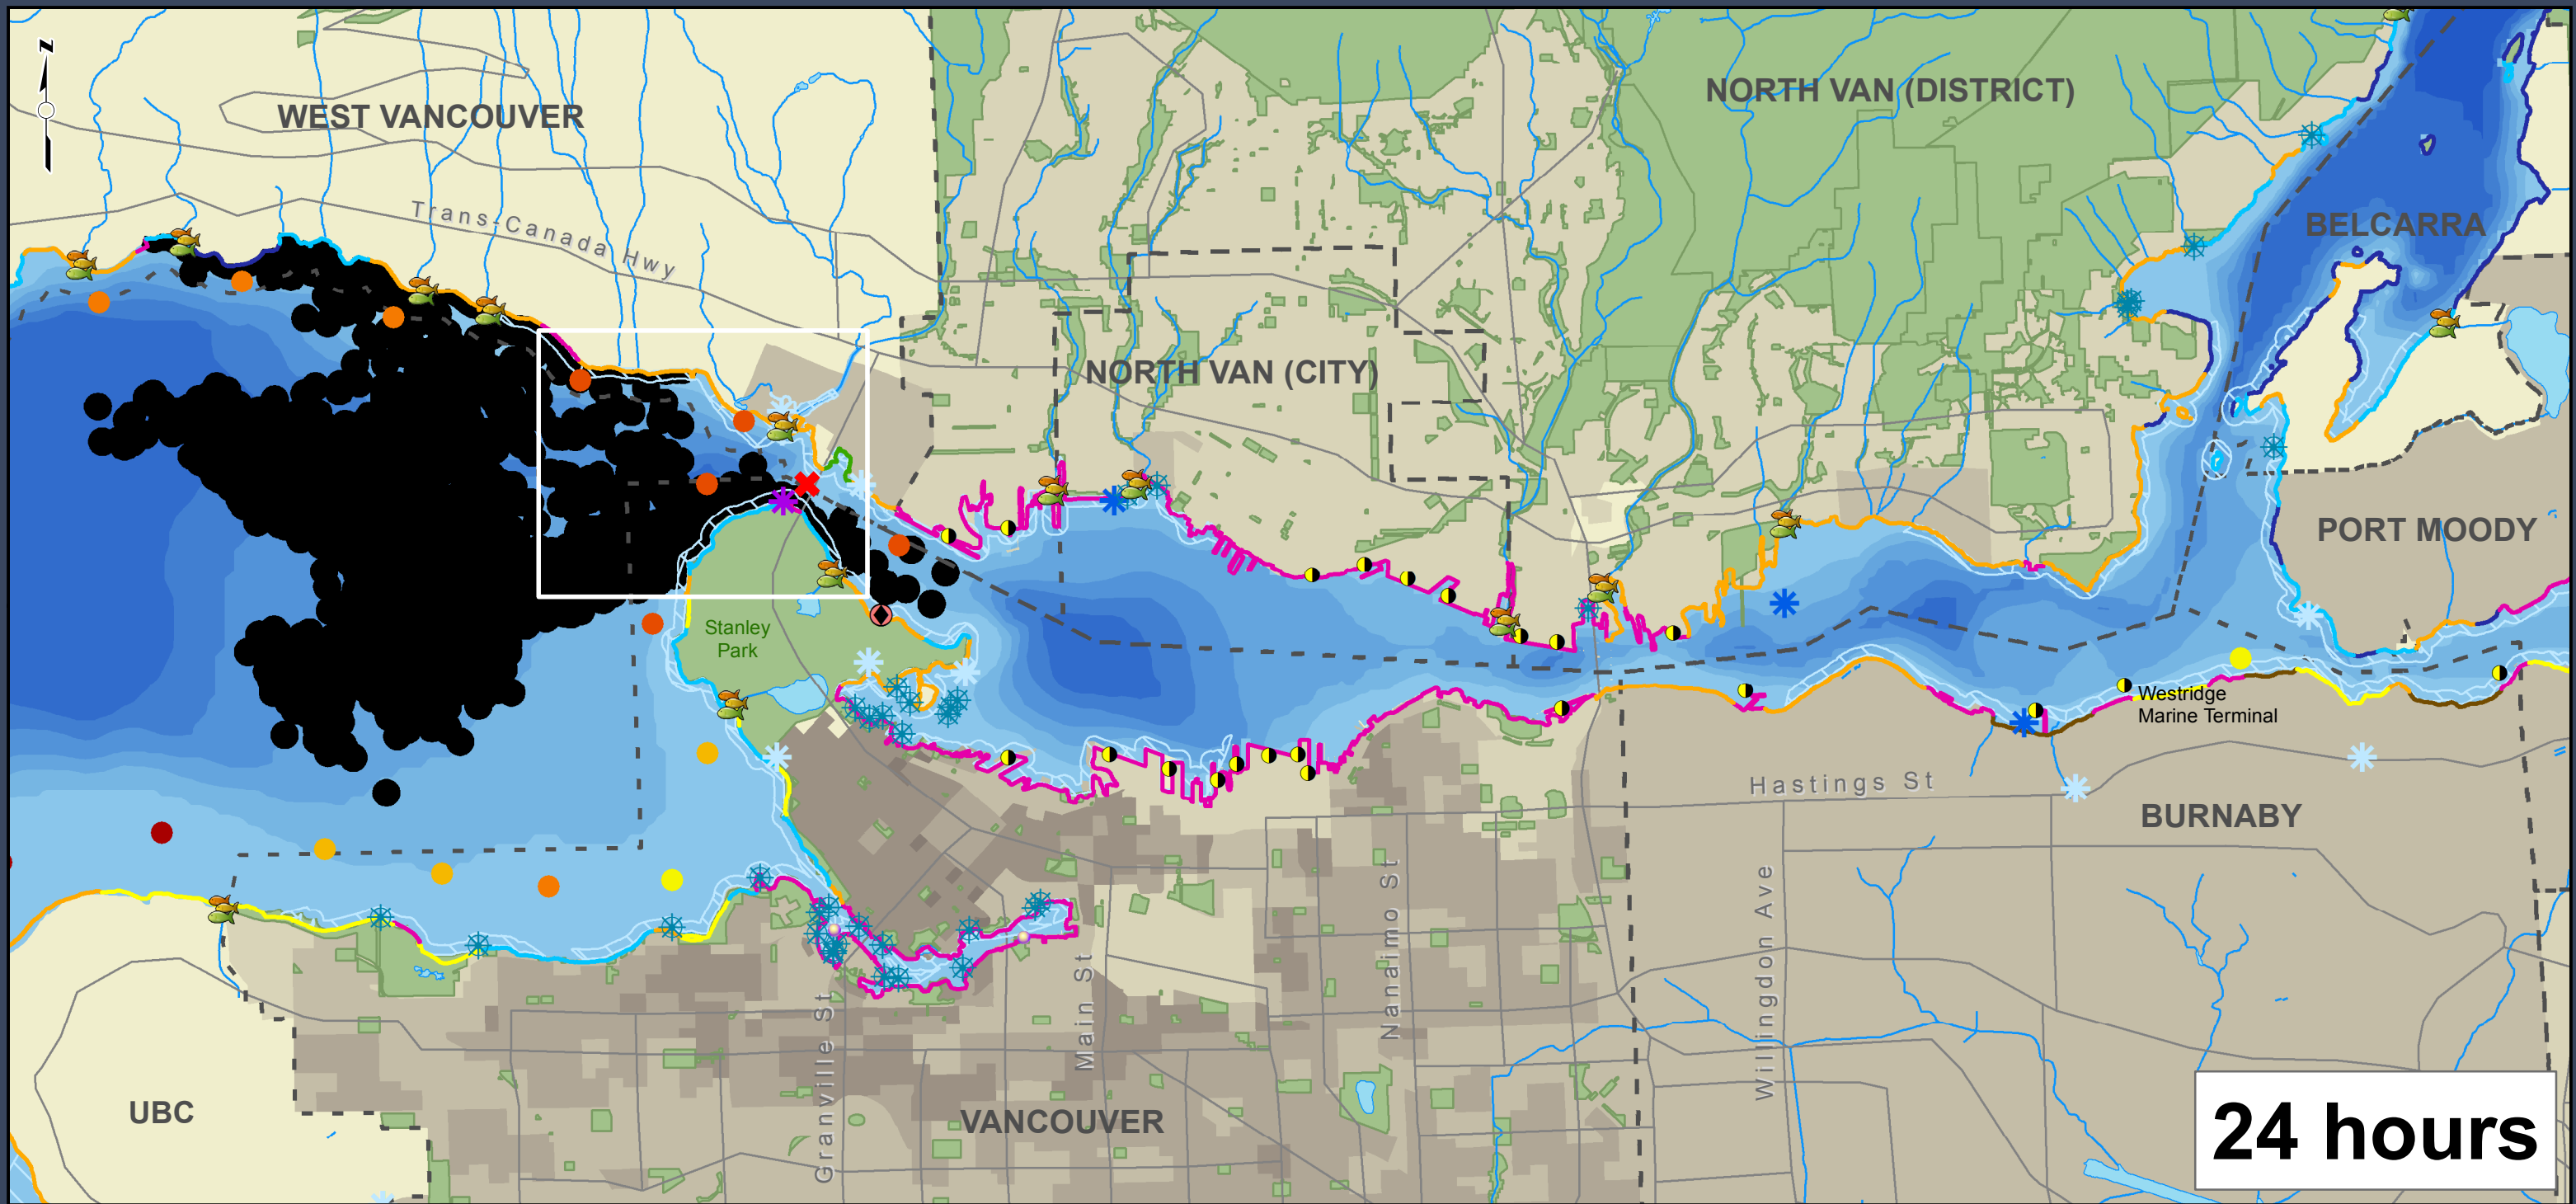 N
WEST VANCOUVER
NORTH VAN (DISTRICT)
Trans-Canada Hwy
BELCARRA
NORTH VAN (CITY)
PORT MOODY
Stanley
Park
Westridge
Marine Terminal
Hastings St
BURNABY
Willingdon Ave
Nanaimo St
Main St
Granville St
UBC
VANCOUVER
24 hours